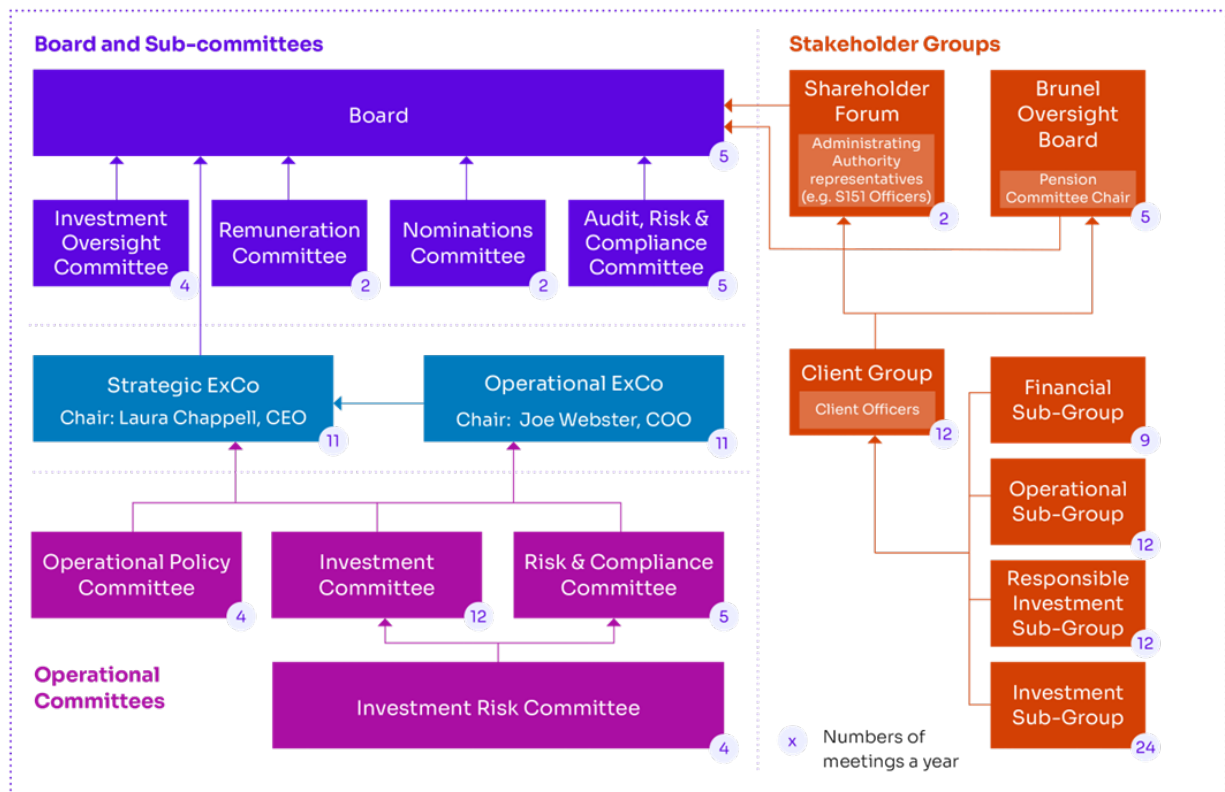 Board and Sub-committees
Board
5
Investment
Oversight
Committee
4
Remuneration
Committee
2
Nominations
Committee
2
Audit, Risk &
Compliance
Committee
5
Strategic ExCo
Chair: Laura Chappell, CEO
11
Operational ExCo
Chair: Joe Webster, COO
11
Operational Policy
Committee
4
Investment
Committee
12
Risk & Compliance
Committee
5
Operational
Committees
Investment Risk Committee
4
Stakeholder Groups
Shareholder
Forum
Administrating
Authority
representatives
(e.g. S151 Officers)
2
Brunel
Oversight
Board
Pension
Committee Chair
5
Client Group
Client Officers
12
Financial
Sub-Group
9
Operational
Sub-Group
12
Responsible
Investment
Sub-Group
12
Investment
Sub-Group
24
x Numbers of
meetings a year